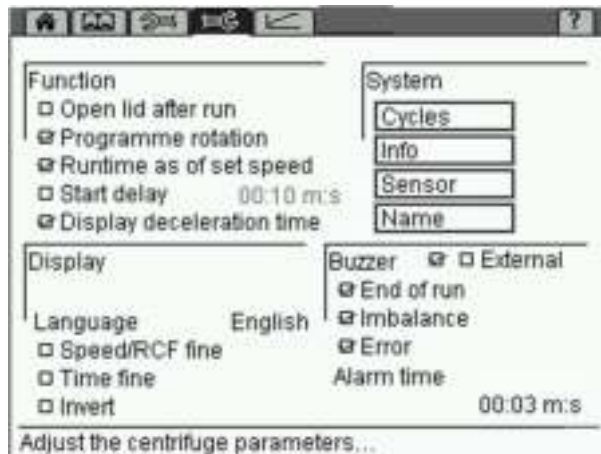 ?
Function
Open lid after run
Programme rotation
Runtime as of set speed
Start delay 00:10 m:s
Display deceleration time
System
Cycles
Info
Sensor
Name
Display
Language English
Speed/RCF fine
Time fine
Invert
Buzzer External
End of run
Imbalance
Error
Alarm time
00:03 m:s
Adjust the centrifuge parameters...